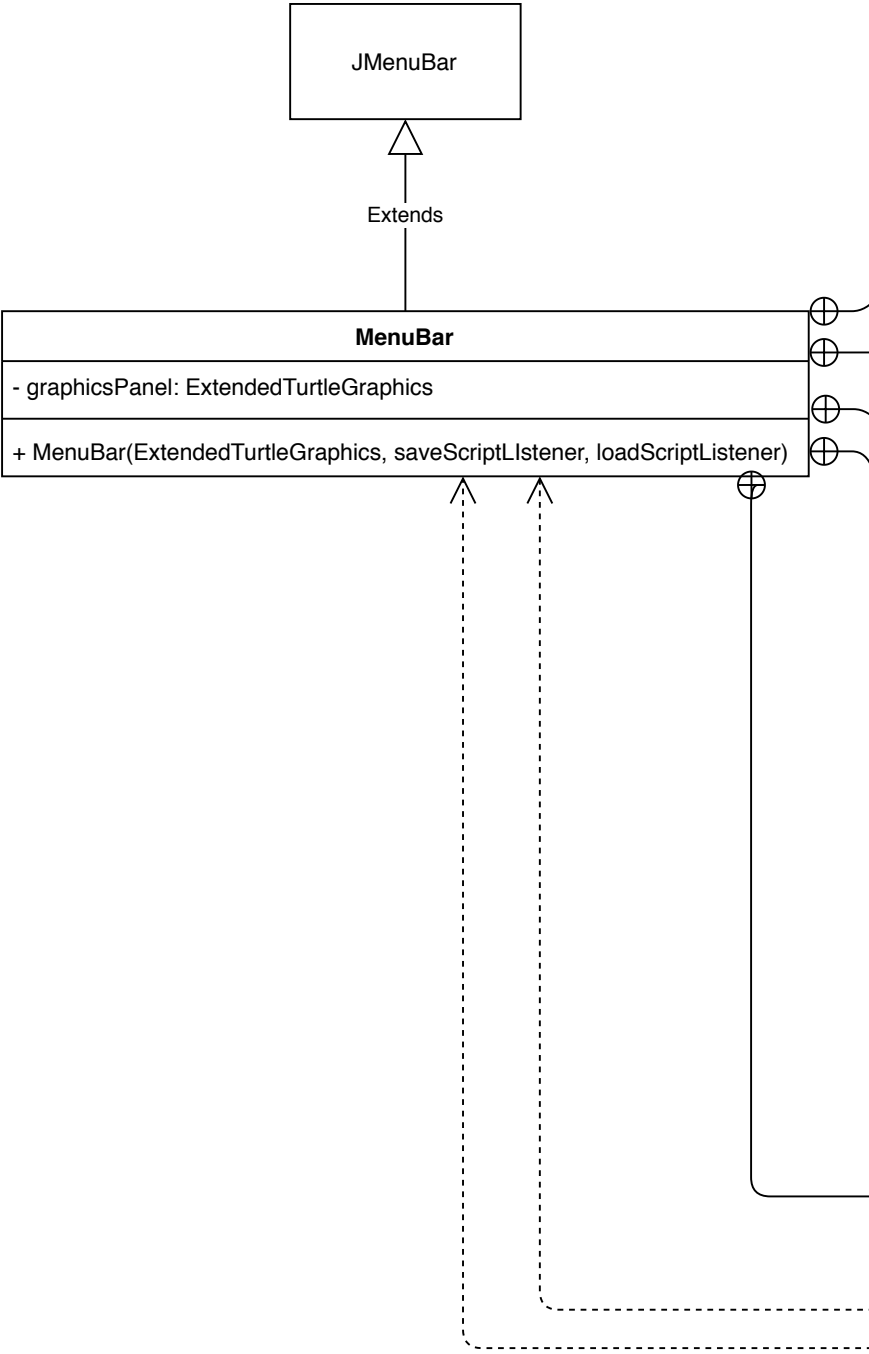 JMenuBar
Extends
MenuBar
- graphicsPanel: ExtendedTurtleGraphics
+ MenuBar(ExtendedTurtleGraphics, saveScriptLIstener, loadScriptListener)